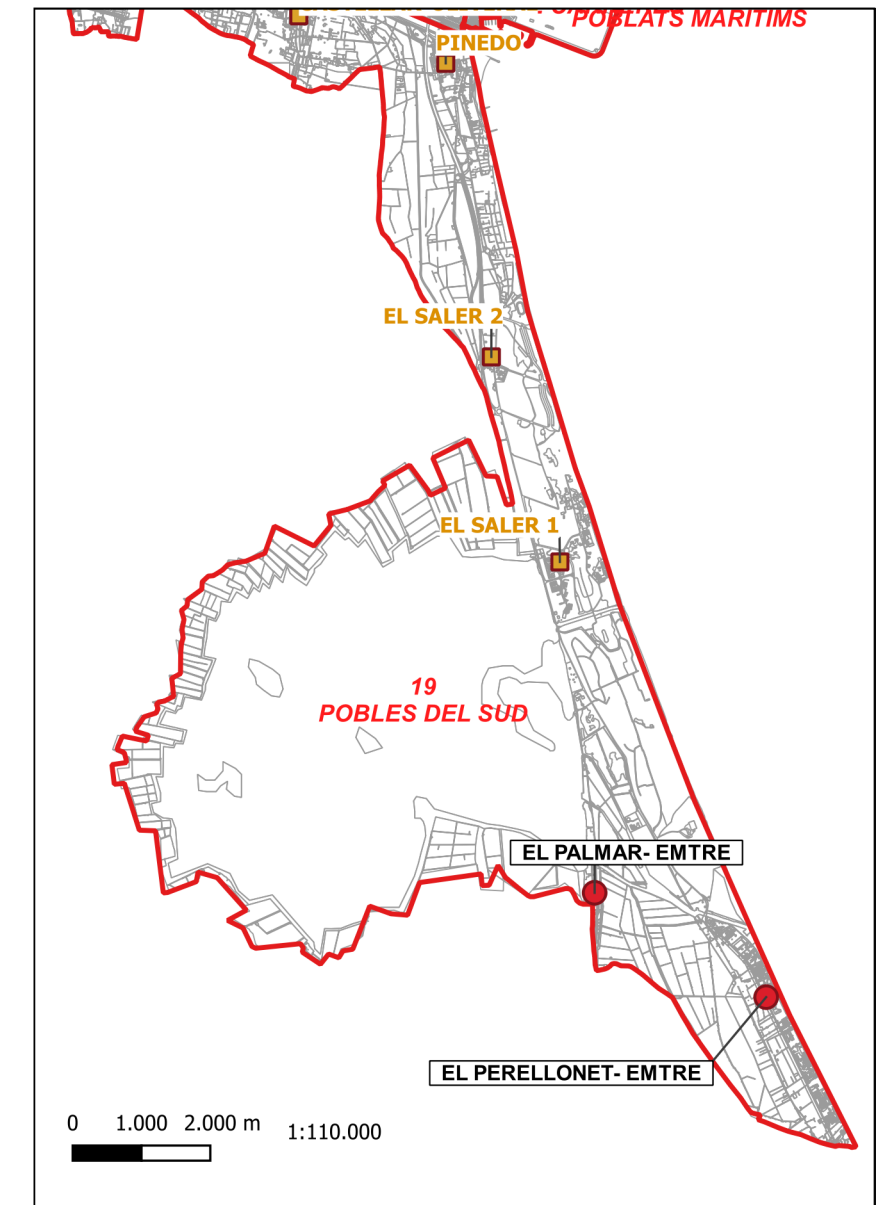 POBLATS MARÍTIMS
PINEDO
EL SALER 2
EL SALER 1
19
POBLES DEL SUD
EL PALMAR- EMTRE
EL PERELLONET- EMTRE
0 1.000 2.000 m
1:110.000